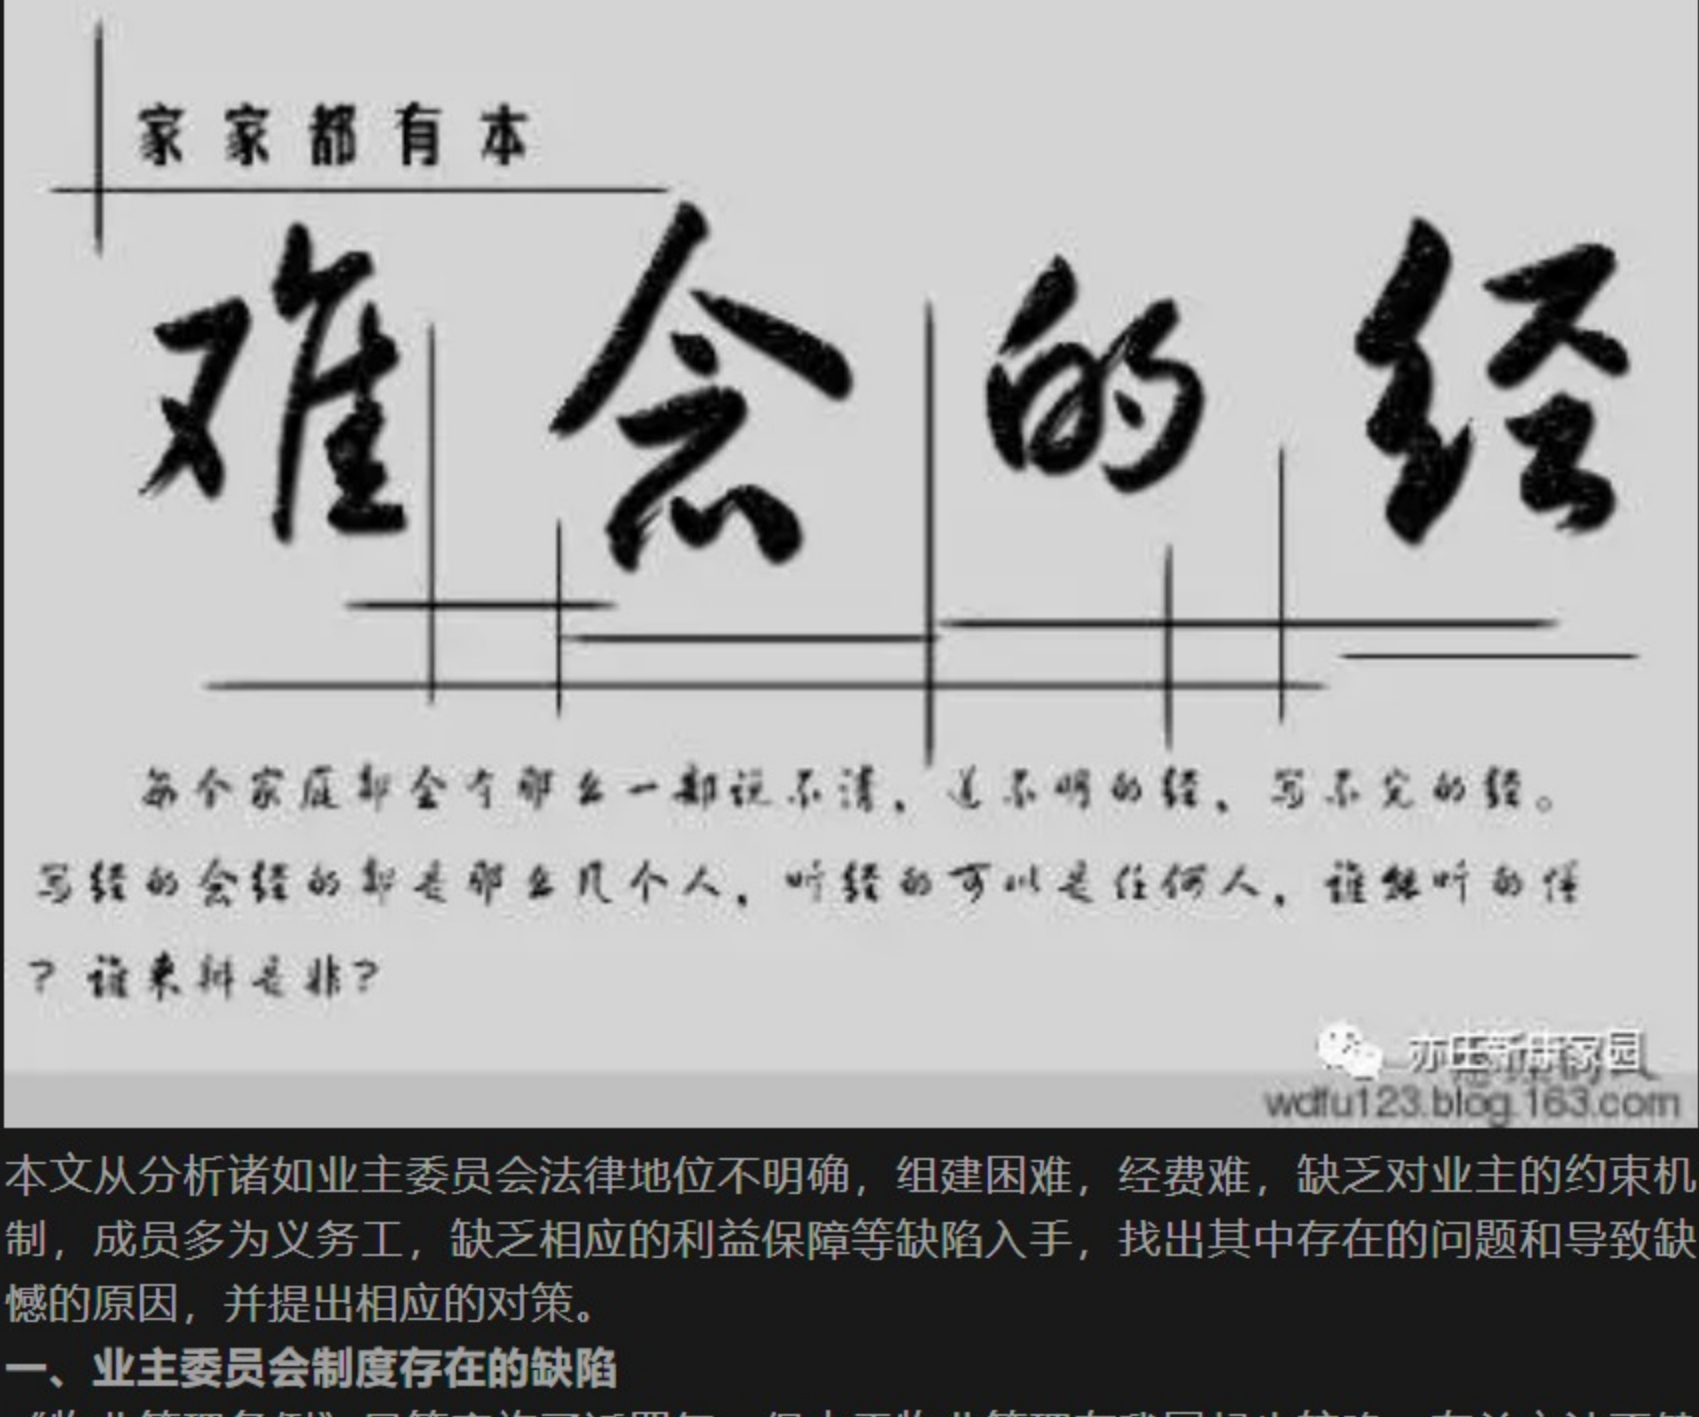 家家都有本
难念的经
每个家庭都会有那么一部说不清，道不明的经，写不完的经。
写经的念经的都是那么几个人，听经的可以是任何人，谁能听的懂
？谁来辩是非？
亦庄新康家园
wdfu123.blog.163.com
本文从分析诸如业主委员会法律地位不明确，组建困难，经费难，缺乏对业主的约束机
制，成员多为义务工，缺乏相应的利益保障等缺陷入手，找出其中存在的问题和导致缺
憾的原因，并提出相应的对策。
一、业主委员会制度存在的缺陷